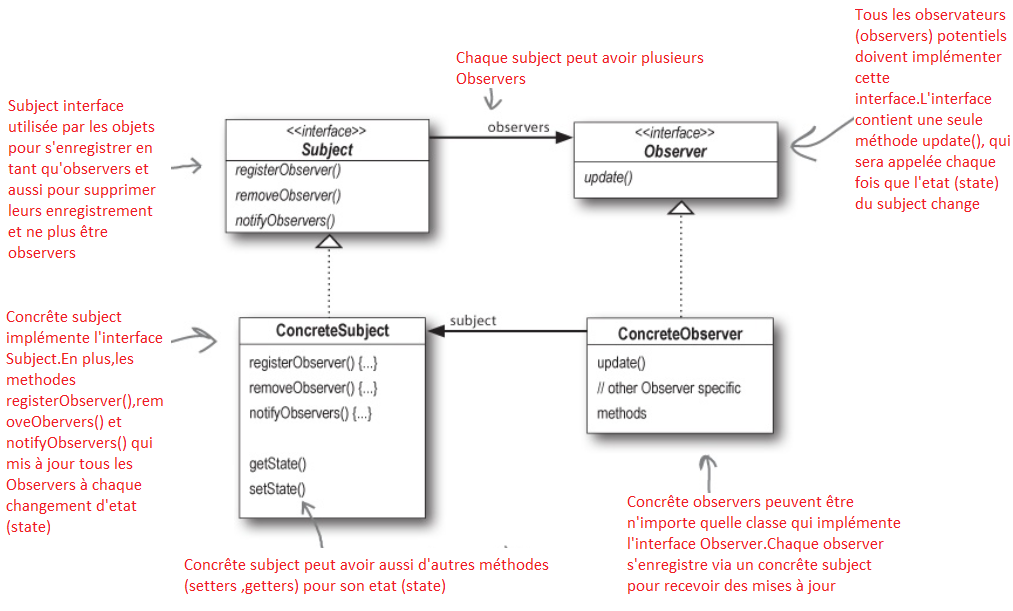 Tous les observateurs
(observers) potentiels
doivent implémenter
cette
interface.L'interface
contient une seule
méthode update(), qui
sera appelée chaque
fois que l'etat (state)
du subject change
Chaque subject peut avoir plusieurs
Observers
Subject interface
utilisée par les objets
pour s'enregistrer en
tant qu'observers et
aussi pour supprimer
leurs enregistrement
et ne plus être
observers
<<interface>>
Subject
registerObserver()
removeObserver()
notifyObservers()
observers
<<interface>>
Observer
update()
Concrête subject
implémente l'interface
Subject.En plus,les
methodes
registerObserver(),rem
oveObervers() et
notifyObservers() qui
mis à jour tous les
Observers à chaque
changement d'etat
(state)
ConcreteSubject
registerObserver() {...}
removeObserver() {...}
notifyObservers() {...}
getState()
setState()
subject
ConcreteObserver
update()
// other Observer specific
methods
Concrête subject peut avoir aussi d'autres méthodes
(setters ,getters) pour son etat (state)
Concrête observers peuvent être
n'importe quelle classe qui implémente
l'interface Observer.Chaque observer
s'enregistre via un concrête subject
pour recevoir des mises à jour